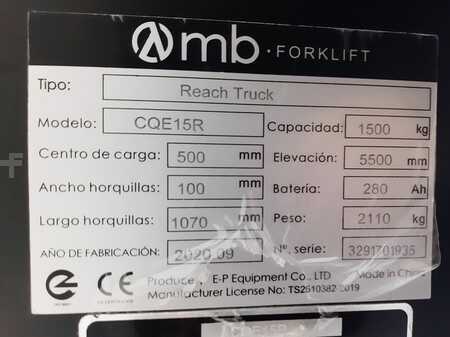 mb · FORKLIFT
Tipo: Reach Truck
Modelo: CQE15R Capacidad: 1500 kg
Centro de carga: 500 mm Elevación: 5500 mm
Ancho horquillas: 100 mm Batería: 280 Ah
Largo horquillas: 1070 mm Peso: 2110 kg
AÑO DE FABRICACIÓN: 2020.09 Nº. serie: 3291701935
CE Produce E-P Equipment Co., LTD Made in China
Manufacturer License No: TS2510382-2019
CQE15R